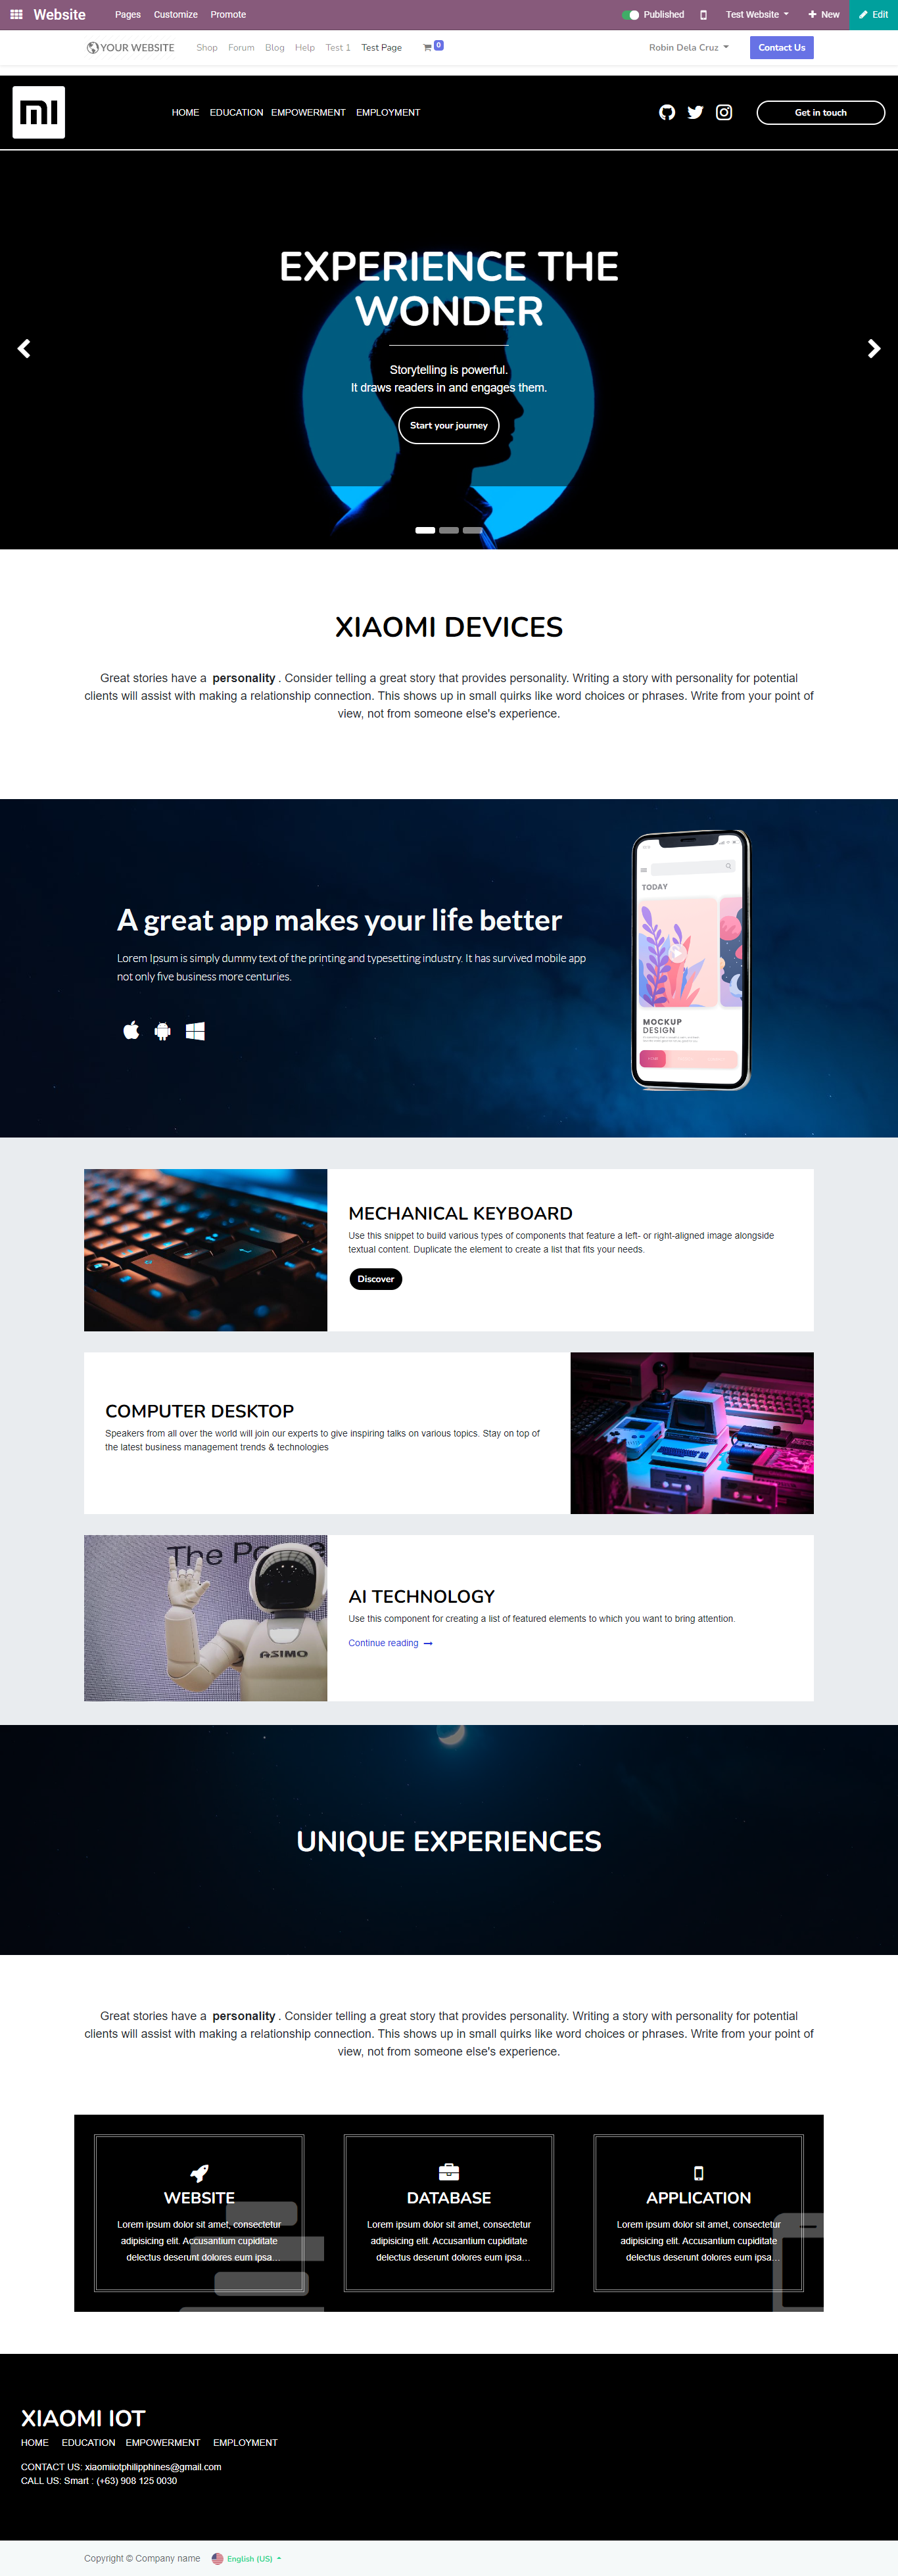 Website Pages Customize Promote Published Test Website + New Edit
YOUR WEBSITE Shop Forum Blog Help Test 1 Test Page 0 Robin Dela Cruz Contact Us
mi HOME EDUCATION EMPOWERMENT EMPLOYMENT Get in touch
EXPERIENCE THE
WONDER
Storytelling is powerful.
It draws readers in and engages them.
Start your journey
XIAOMI DEVICES
Great stories have a personality . Consider telling a great story that provides personality. Writing a story with personality for potential
clients will assist with making a relationship connection. This shows up in small quirks like word choices or phrases. Write from your point of
view, not from someone else's experience.
A great app makes your life better
Lorem Ipsum is simply dummy text of the printing and typesetting industry. It has survived mobile app
not only five business more centuries.
TODAY
MOCKUP
DESIGN
MECHANICAL KEYBOARD
Use this snippet to build various types of components that feature a left- or right-aligned image alongside
textual content. Duplicate the element to create a list that fits your needs.
Discover
COMPUTER DESKTOP
Speakers from all over the world will join our experts to give inspiring talks on various topics. Stay on top of
the latest business management trends & technologies
The Powe
ASIMO
AI TECHNOLOGY
Use this component for creating a list of featured elements to which you want to bring attention.
Continue reading →
UNIQUE EXPERIENCES
Great stories have a personality . Consider telling a great story that provides personality. Writing a story with personality for potential
clients will assist with making a relationship connection. This shows up in small quirks like word choices or phrases. Write from your point of
view, not from someone else's experience.
WEBSITE
Lorem ipsum dolor sit amet, consectetur
adipisicing elit. Accusantium cupiditate
delectus deserunt dolores eum ipsa...
DATABASE
Lorem ipsum dolor sit amet, consectetur
adipisicing elit. Accusantium cupiditate
delectus deserunt dolores eum ipsa...
APPLICATION
Lorem ipsum dolor sit amet, consectetur
adipisicing elit. Accusantium cupiditate
delectus deserunt dolores eum ipsa...
XIAOMI IOT
HOME EDUCATION EMPOWERMENT EMPLOYMENT
CONTACT US: xiaomiiotphilipphines@gmail.com
CALL US: Smart : (+63) 908 125 0030
Copyright © Company name English (US)